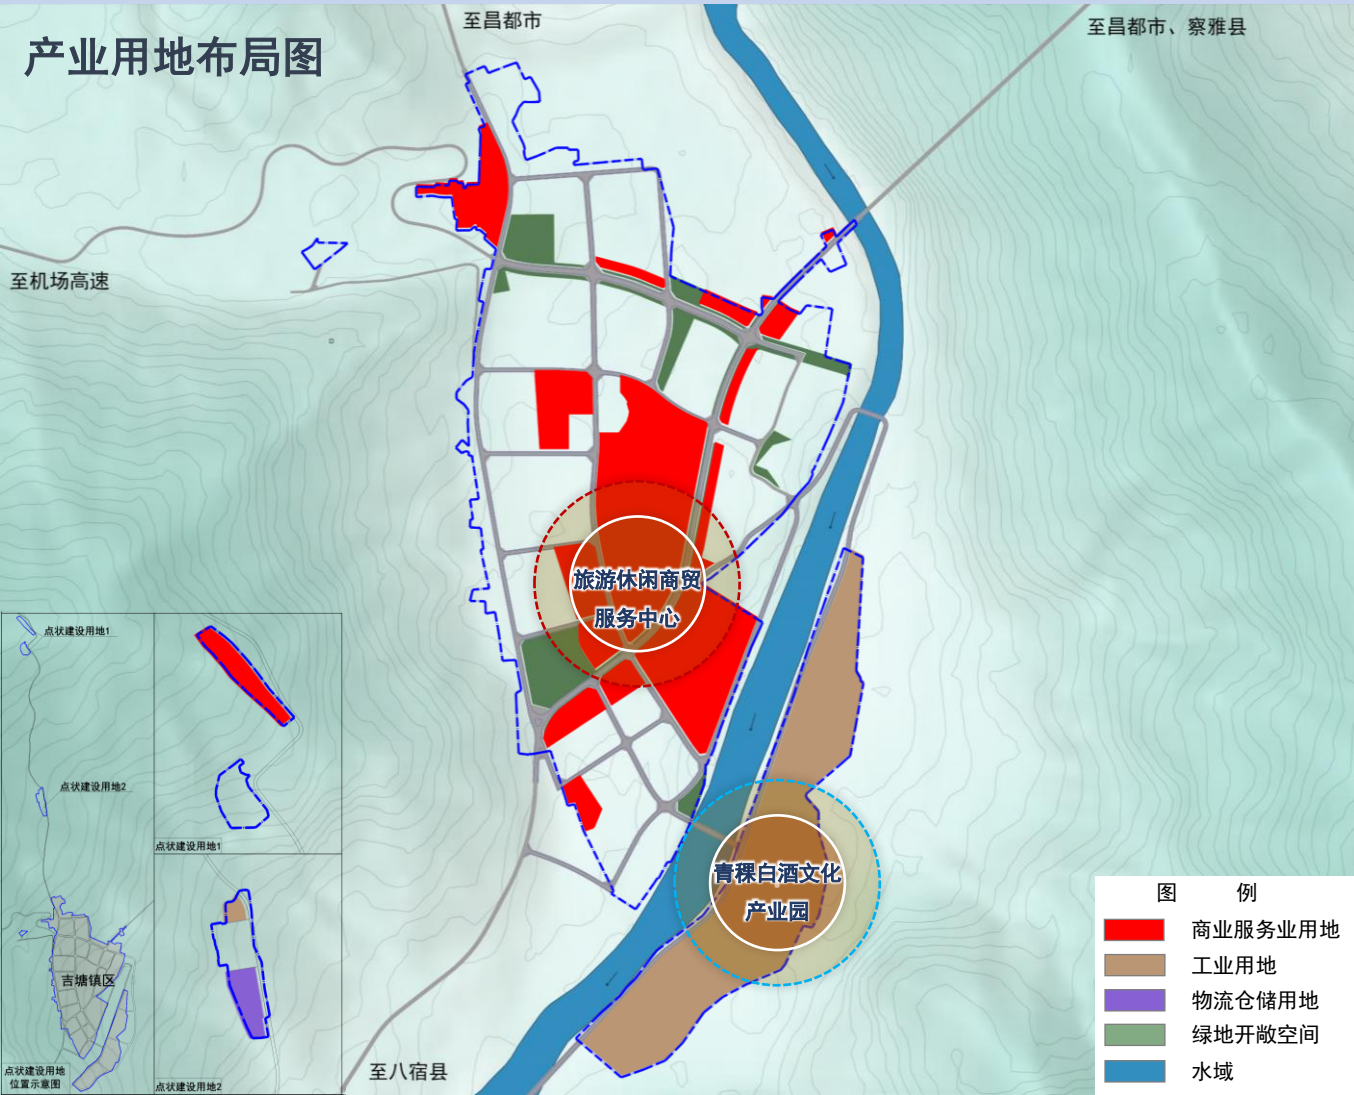 至昌都市
至昌都市、察雅县
产业用地布局图
至机场高速
旅游休闲商贸
服务中心
点状建设用地1
点状建设用地2
点状建设用地1
吉塘镇区
点状建设用地
位置示意图
点状建设用地2
青稞白酒文化
产业园
至八宿县
图 例
商业服务业用地
工业用地
物流仓储用地
绿地开敞空间
水域